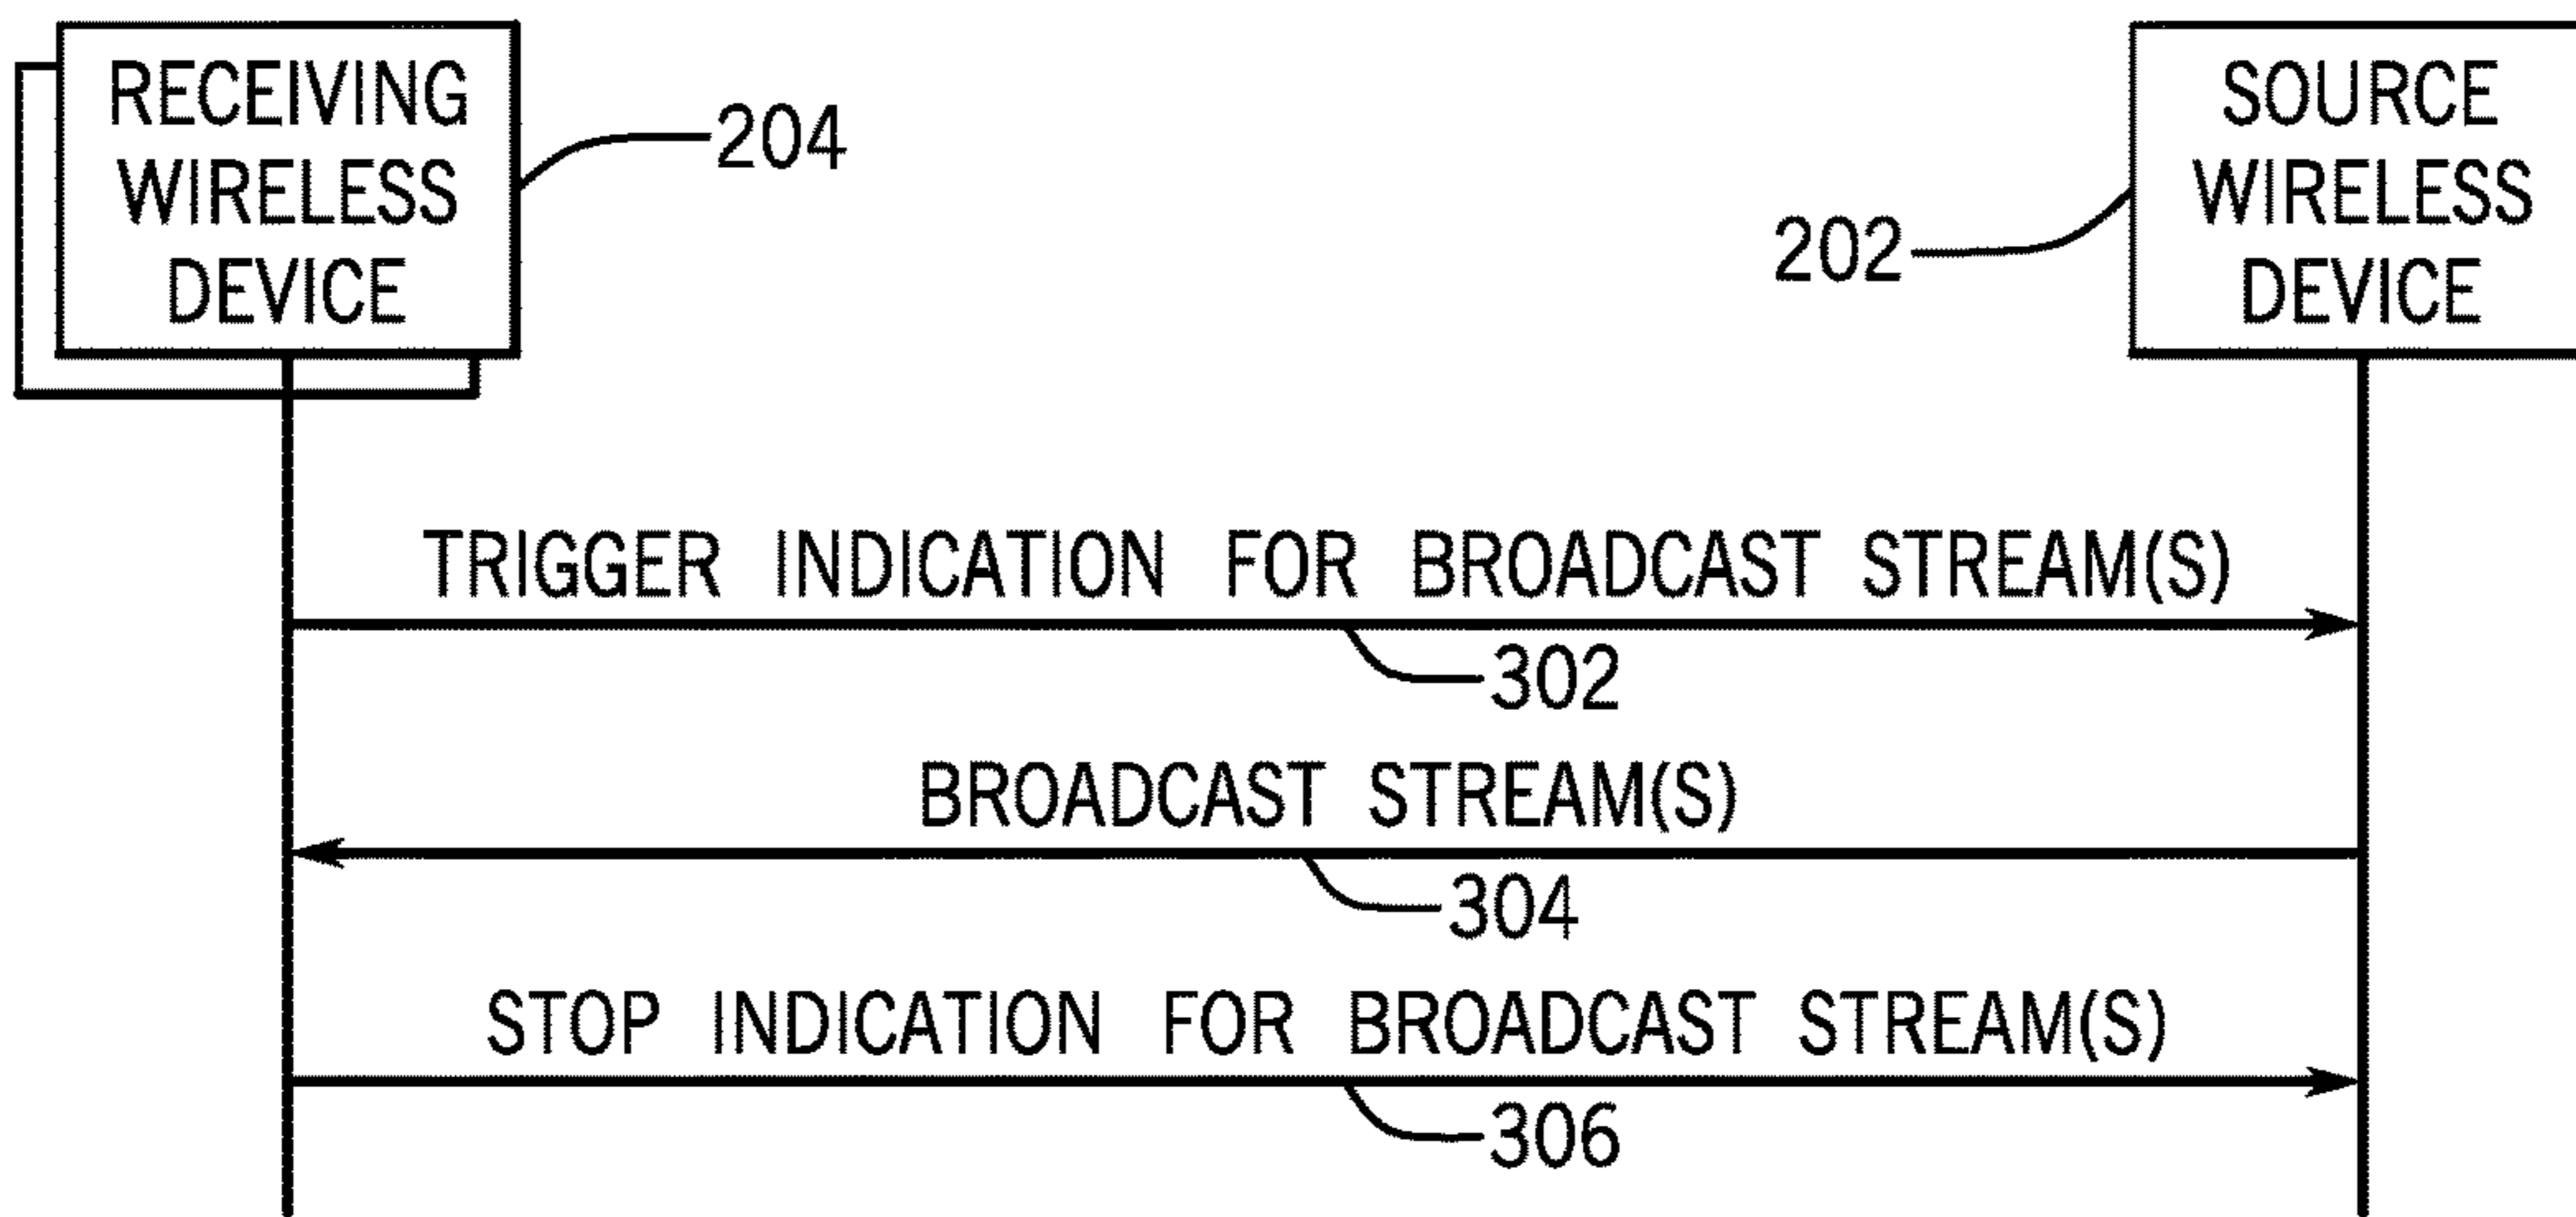 RECEIVING
WIRELESS
DEVICE
204
SOURCE
WIRELESS
DEVICE
202
TRIGGER INDICATION FOR BROADCAST STREAM(S)
302
BROADCAST STREAM(S)
304
STOP INDICATION FOR BROADCAST STREAM(S)
306